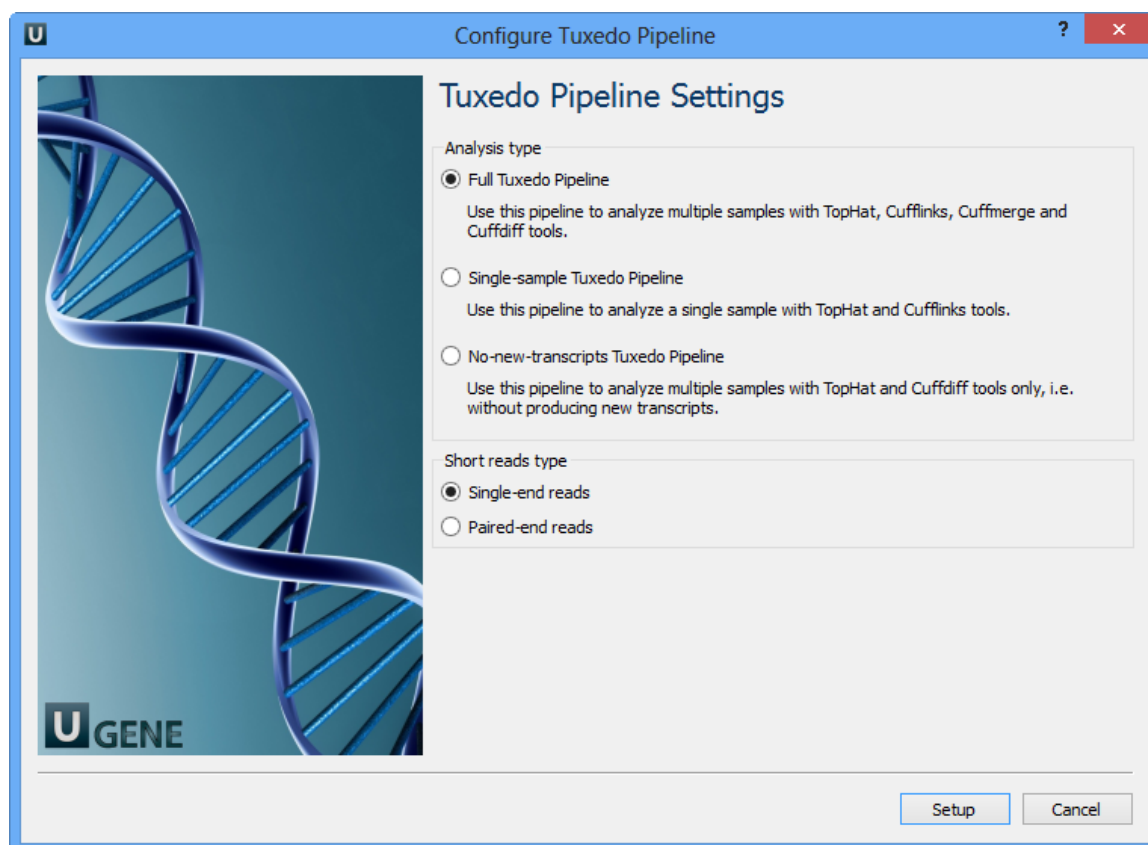 U
Configure Tuxedo Pipeline
?
Tuxedo Pipeline Settings
Analysis type
Full Tuxedo Pipeline
Use this pipeline to analyze multiple samples with TopHat, Cufflinks, Cuffmerge and
Cuffdiff tools.
Single-sample Tuxedo Pipeline
Use this pipeline to analyze a single sample with TopHat and Cufflinks tools.
No-new-transcripts Tuxedo Pipeline
Use this pipeline to analyze multiple samples with TopHat and Cuffdiff tools only, i.e.
without producing new transcripts.
Short reads type
Single-end reads
Paired-end reads
U GENE
Setup
Cancel